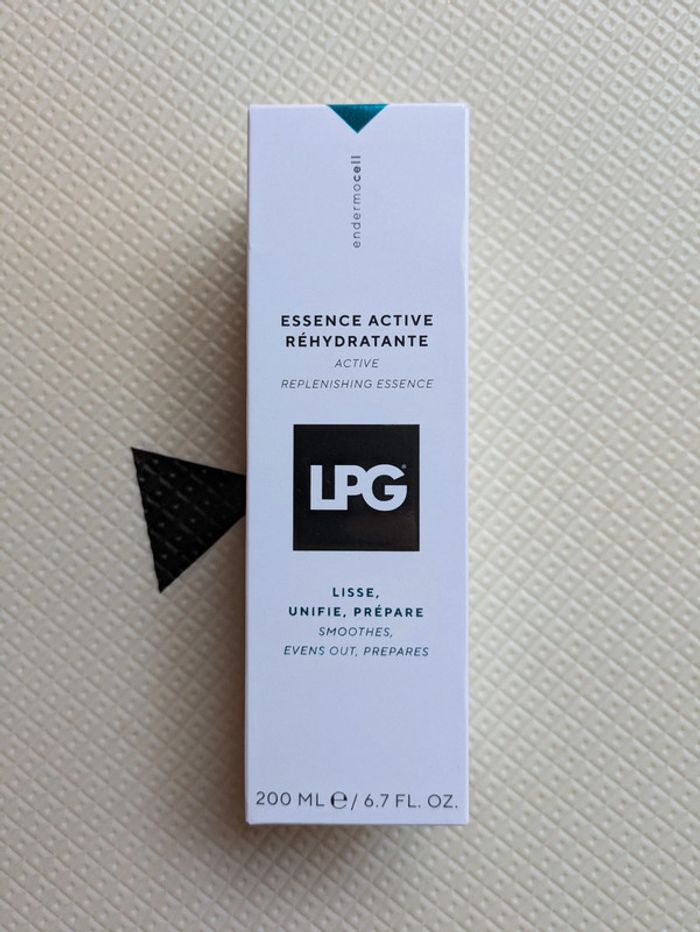 endermocell
ESSENCE ACTIVE
RÉHYDRATANTE
ACTIVE
REPLENISHING ESSENCE
LPG®
LISSE,
UNIFIE, PRÉPARE
SMOOTHES,
EVENS OUT, PREPARES
200 ML ℮ / 6.7 FL. OZ.